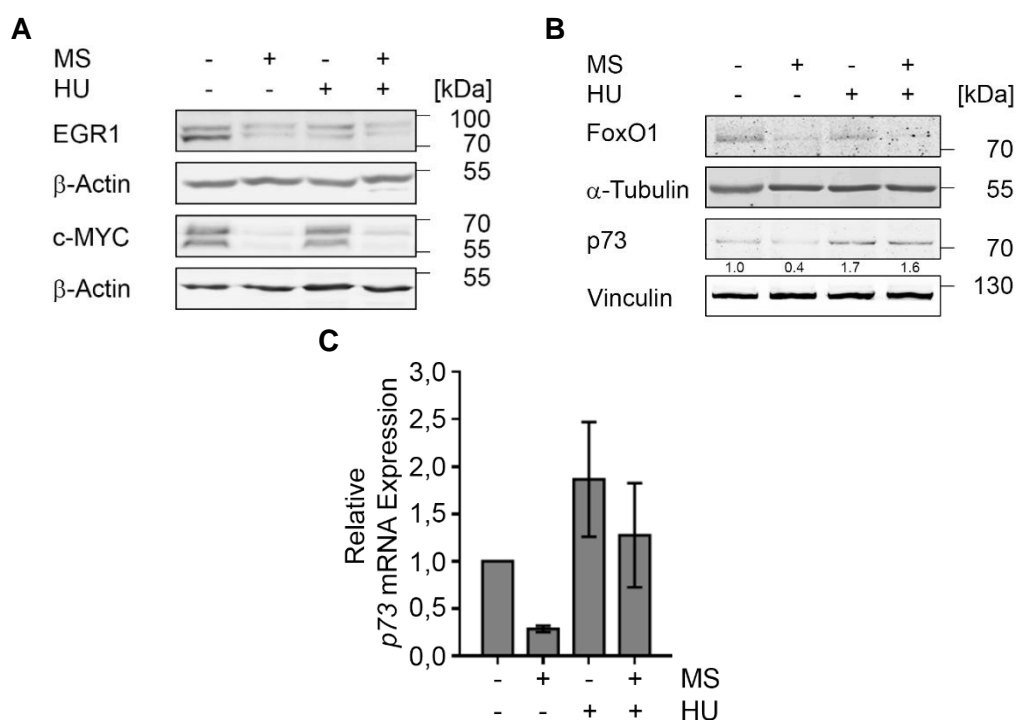 A
MS - + - +
HU - - + + [kDa]
EGR1 100
70
β-Actin 55
c-MYC 70
55
β-Actin 55
B
MS - + - +
HU - - + + [kDa]
FoxO1 70
α-Tubulin 55
p73 70
1.0 0.4 1.7 1.6
Vinculin 130
C
Relative
p73 mRNA Expression
3,0
2,5
2,0
1,5
1,0
0,5
0,0
- + - + MS
- - + + HU